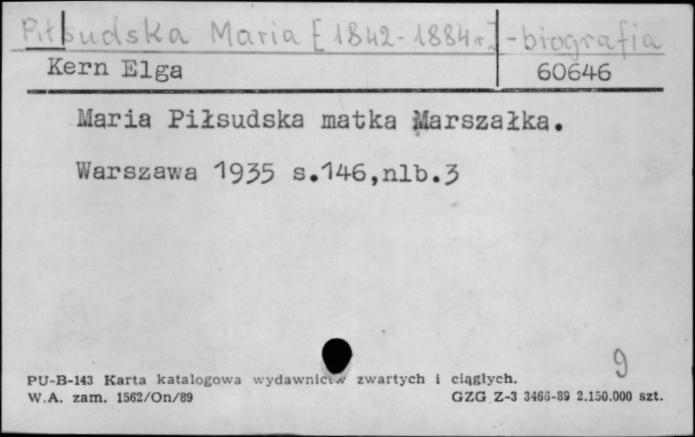 Piłsudska Maria [1842-1884r.] - biografia
Kern Elga 60646
Maria Piłsudska matka Marszałka.
Warszawa 1935 s.146,nlb.3
9
PU-B-143 Karta katalogowa wydawnictw zwartych i ciągłych.
W.A. zam. 1562/On/89 GZG Z-3 3466-89 2.150.000 szt.